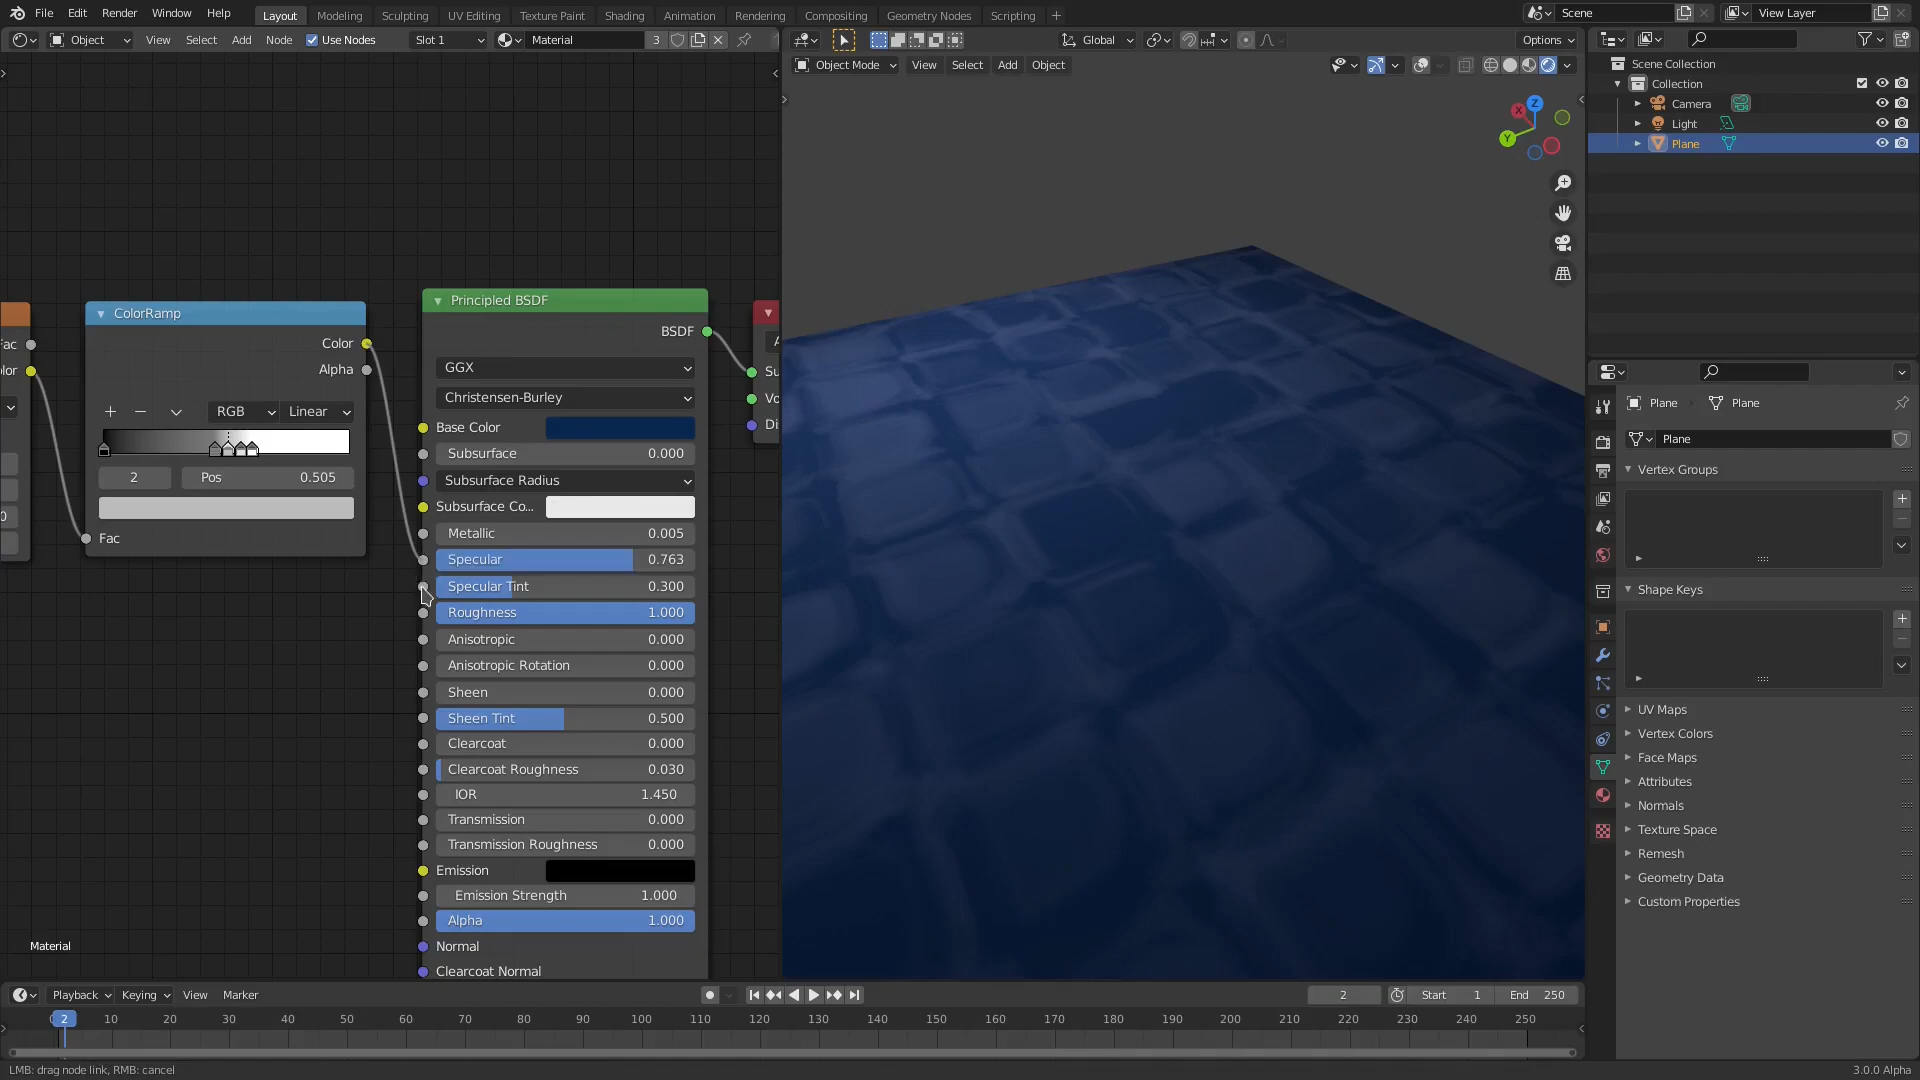 File Edit Render Window Help Layout Modeling Sculpting UV Editing Texture Paint Shading Animation Rendering Compositing Geometry Nodes Scripting + Scene View Layer
Object View Select Add Node Use Nodes Slot 1 Material 3 Global Options
Object Mode View Select Add Object
Scene Collection
Collection
Camera
Light
Plane
X Z Y
ColorRamp
Color
Alpha
RGB Linear
2 Pos 0.505
Fac
Fac
lor
0
Principled BSDF
BSDF
GGX
Christensen-Burley
Base Color
Subsurface 0.000
Subsurface Radius
Subsurface Co...
Metallic 0.005
Specular 0.763
Specular Tint 0.300
Roughness 1.000
Anisotropic 0.000
Anisotropic Rotation 0.000
Sheen 0.000
Sheen Tint 0.500
Clearcoat 0.000
Clearcoat Roughness 0.030
IOR 1.450
Transmission 0.000
Transmission Roughness 0.000
Emission
Emission Strength 1.000
Alpha 1.000
Normal
Clearcoat Normal
A
Su
Vo
Di
Material
Plane Plane
Plane
Vertex Groups
Shape Keys
UV Maps
Vertex Colors
Face Maps
Attributes
Normals
Texture Space
Remesh
Geometry Data
Custom Properties
Playback Keying View Marker 2 Start 1 End 250
2 10 20 30 40 50 60 70 80 90 100 110 120 130 140 150 160 170 180 190 200 210 220 230 240 250
LMB: drag node link, RMB: cancel 3.0.0 Alpha